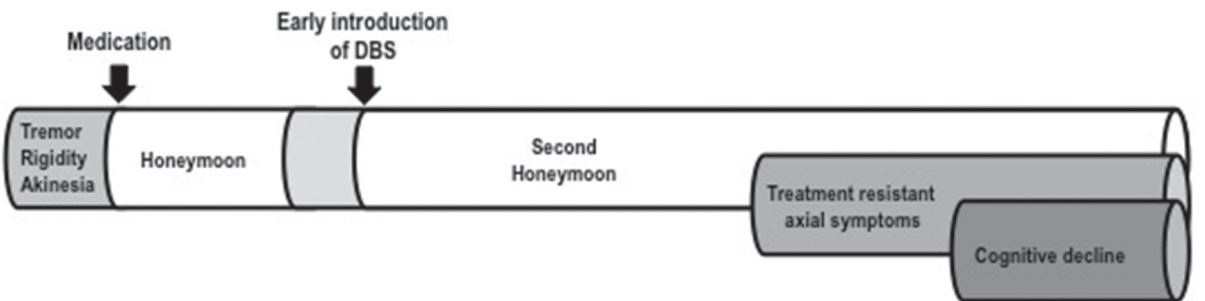 Medication
Early introduction
of DBS
Tremor
Rigidity
Akinesia
Honeymoon
Second
Honeymoon
Treatment resistant
axial symptoms
Cognitive decline